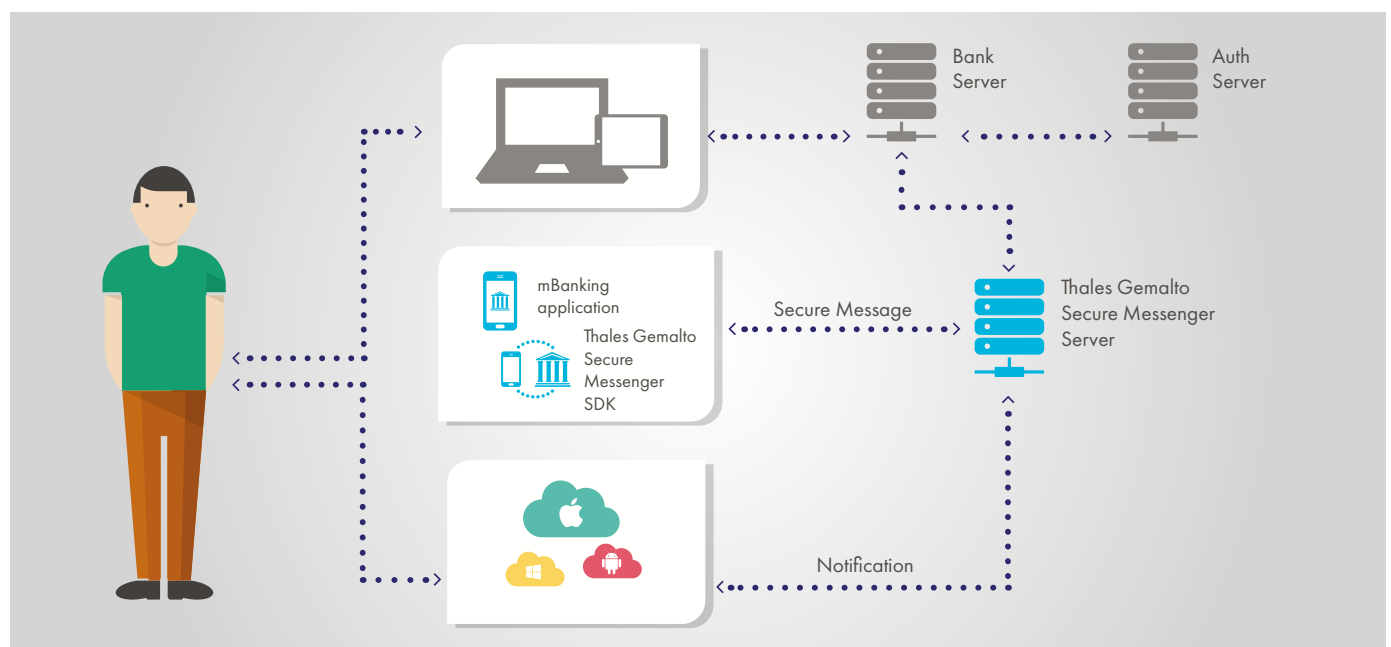 Bank
Server
Auth
Server
mBanking
application
Thales Gemalto
Secure
Messenger
SDK
Secure Message
Thales Gemalto
Secure Messenger
Server
Notification